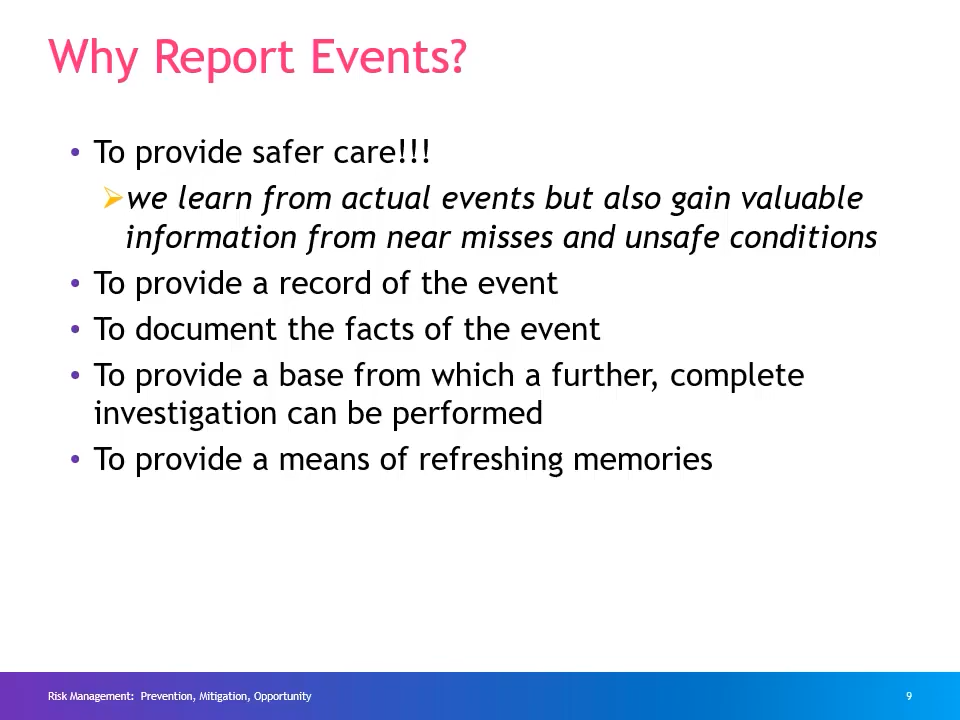 Why Report Events?
• To provide safer care!!!
➢we learn from actual events but also gain valuable
information from near misses and unsafe conditions
• To provide a record of the event
• To document the facts of the event
• To provide a base from which a further, complete
investigation can be performed
• To provide a means of refreshing memories
Risk Management: Prevention, Mitigation, Opportunity
9